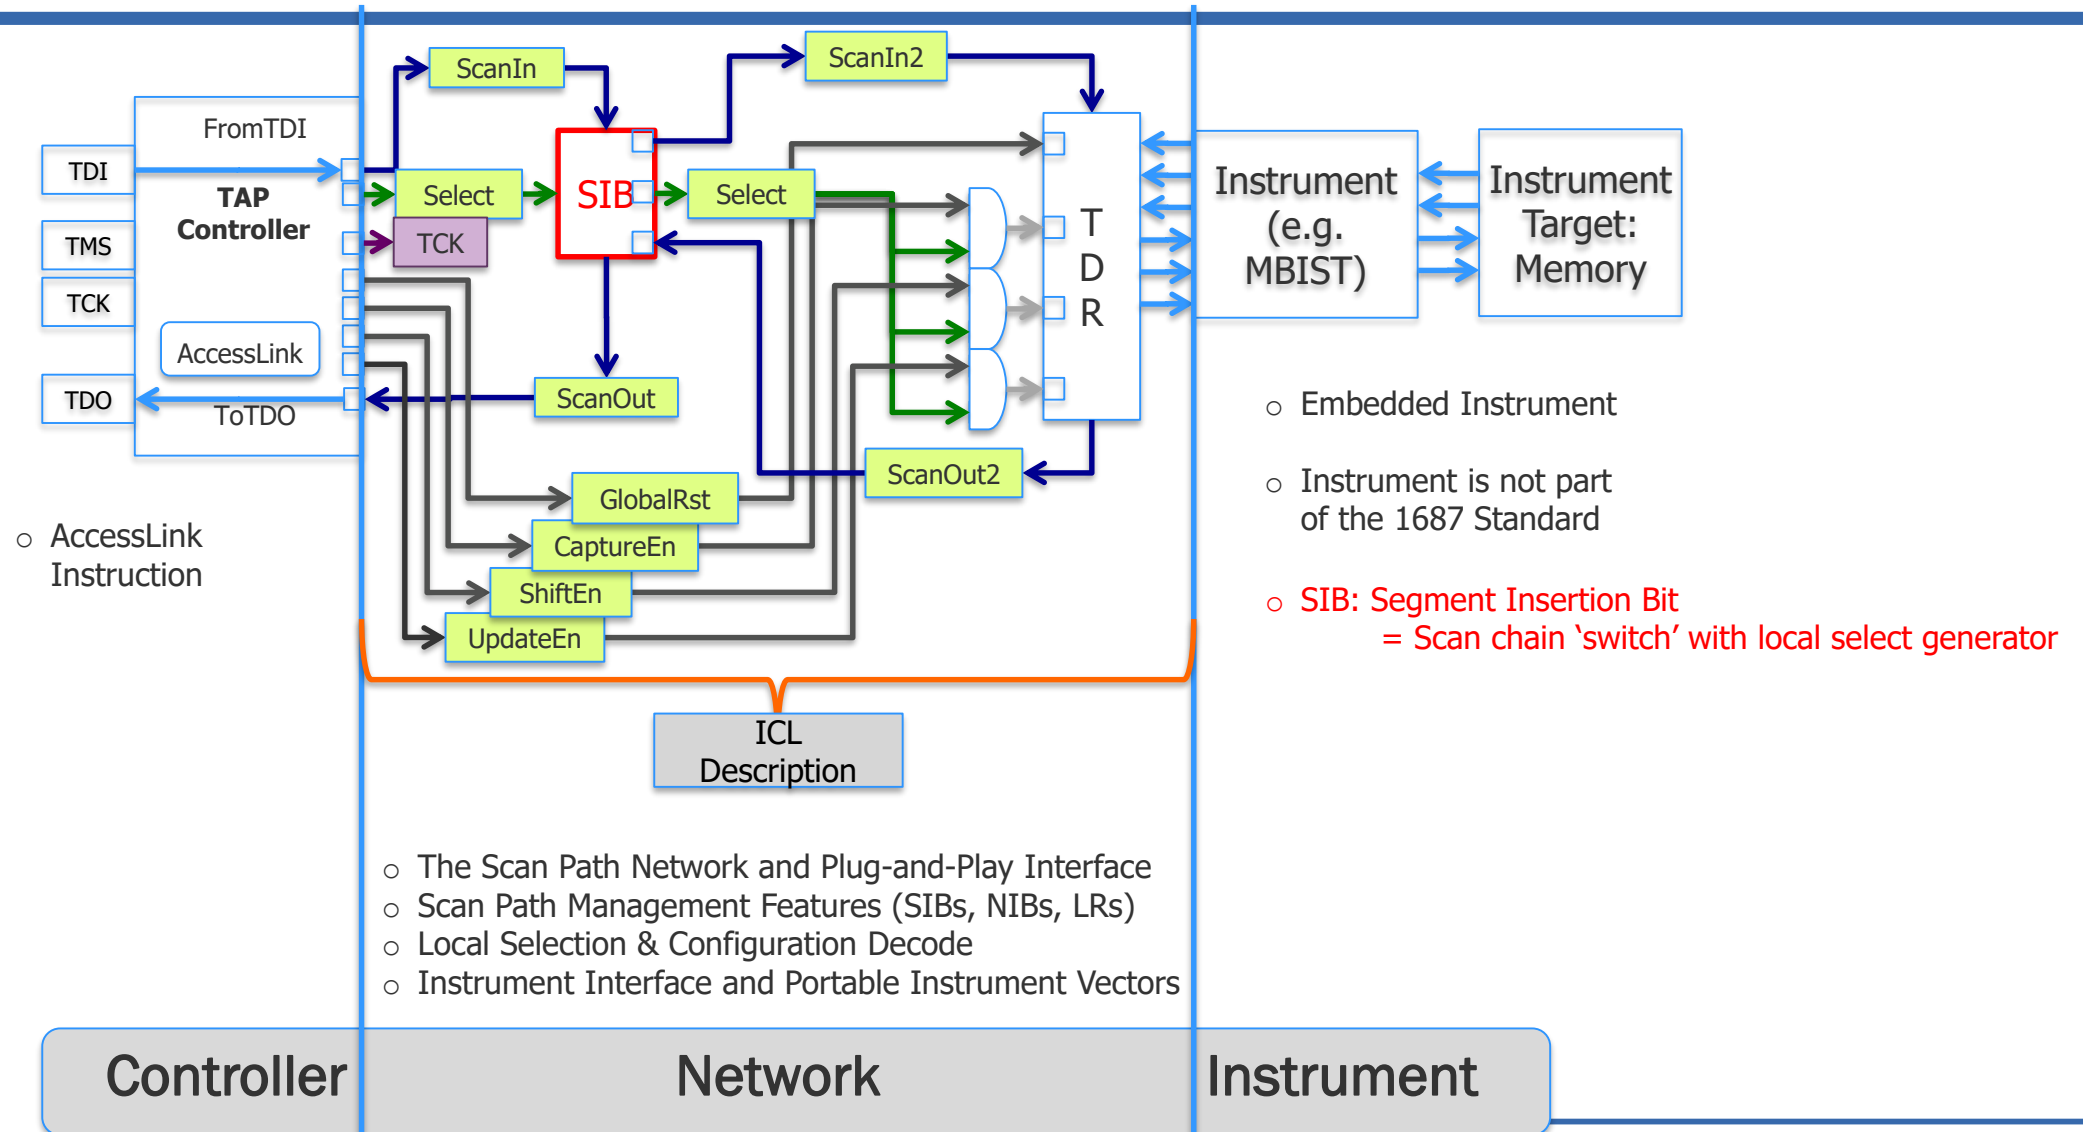 ScanIn
ScanIn2
FromTDI
TDI
TAP
Controller
TMS
TCK
AccessLink
TDO
ToTDO
Select
TCK
SIB
Select
ScanOut
T
D
R
Instrument
(e.g.
MBIST)
Instrument
Target:
Memory
ScanOut2
GlobalRst
CaptureEn
ShiftEn
UpdateEn
○ AccessLink
Instruction
○ Embedded Instrument
○ Instrument is not part
of the 1687 Standard
○ SIB: Segment Insertion Bit
= Scan chain ‘switch’ with local select generator
ICL
Description
○ The Scan Path Network and Plug-and-Play Interface
○ Scan Path Management Features (SIBs, NIBs, LRs)
○ Local Selection & Configuration Decode
○ Instrument Interface and Portable Instrument Vectors
Controller
Network
Instrument